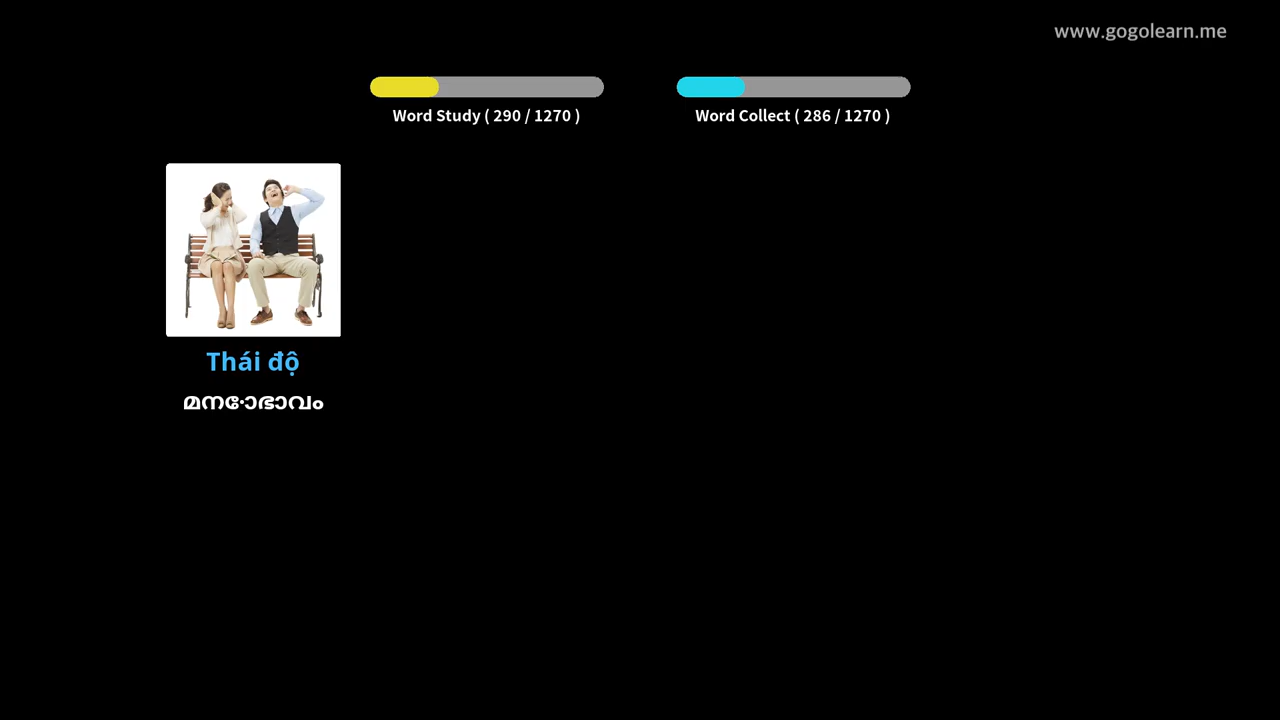 www.gogolearn.me
Word Study ( 290 / 1270 )
Word Collect ( 286 / 1270 )
Thái độ
മനോഭാവം